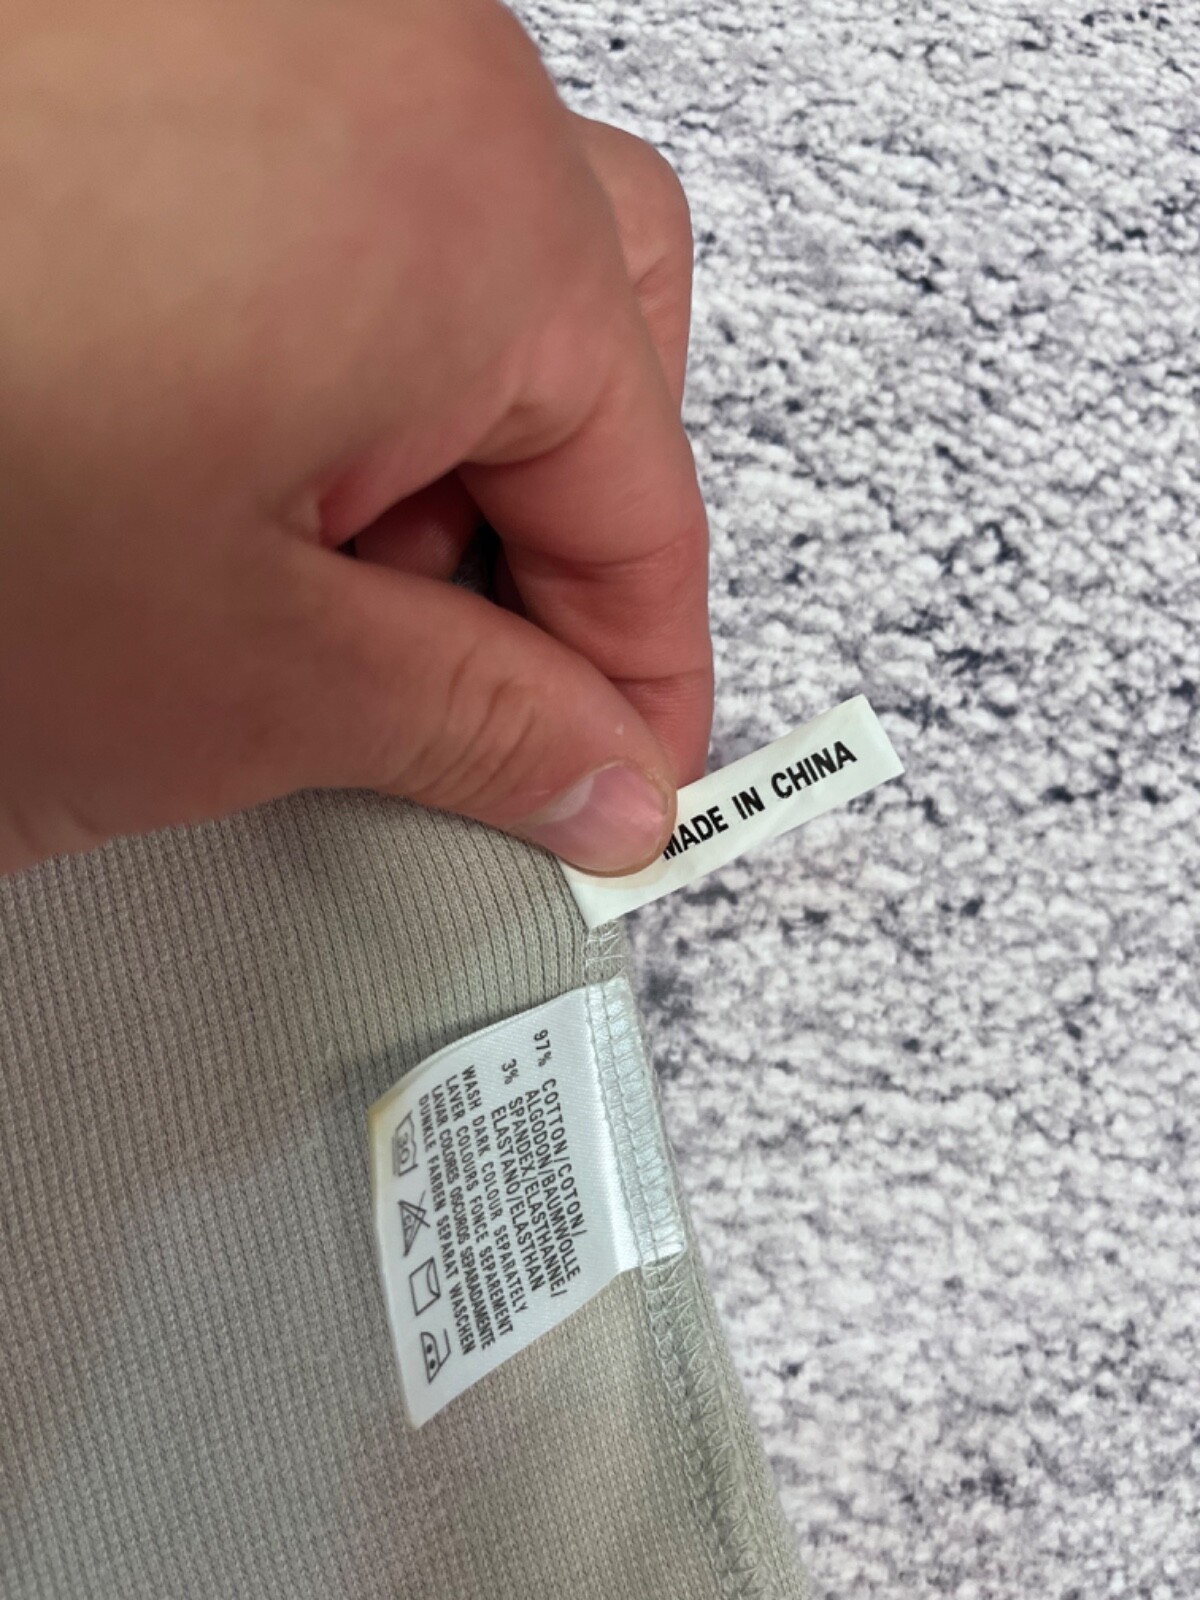 MADE IN CHINA
97% COTTON/COTON/
ALGODON/BAUMWOLLE
3% SPANDEX/ELASTHANNE/
ELASTANO/ELASTHAN
WASH DARK COLOUR SEPARATELY
LAVER COLOURS FONCE SEPAREMENT
LAVAR COLORES OSCUROS SEPARADAMENTE
DUNKLE FARBEN SEPARAT WASCHEN
30